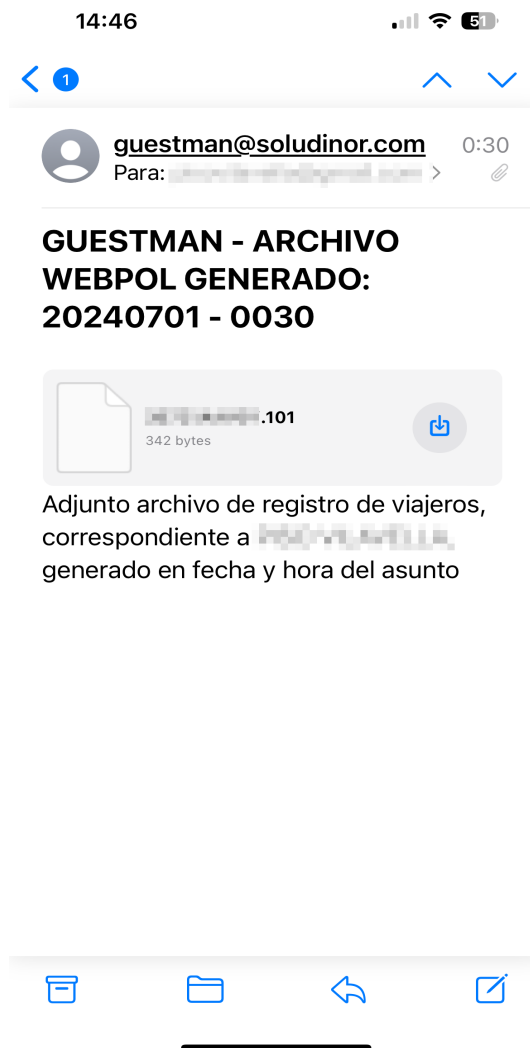 14:46
51
1
guestman@soludinor.com
0:30
Para:
GUESTMAN - ARCHIVO
WEBPOL GENERADO:
20240701 - 0030
.101
342 bytes
Adjunto archivo de registro de viajeros,
correspondiente a
generado en fecha y hora del asunto